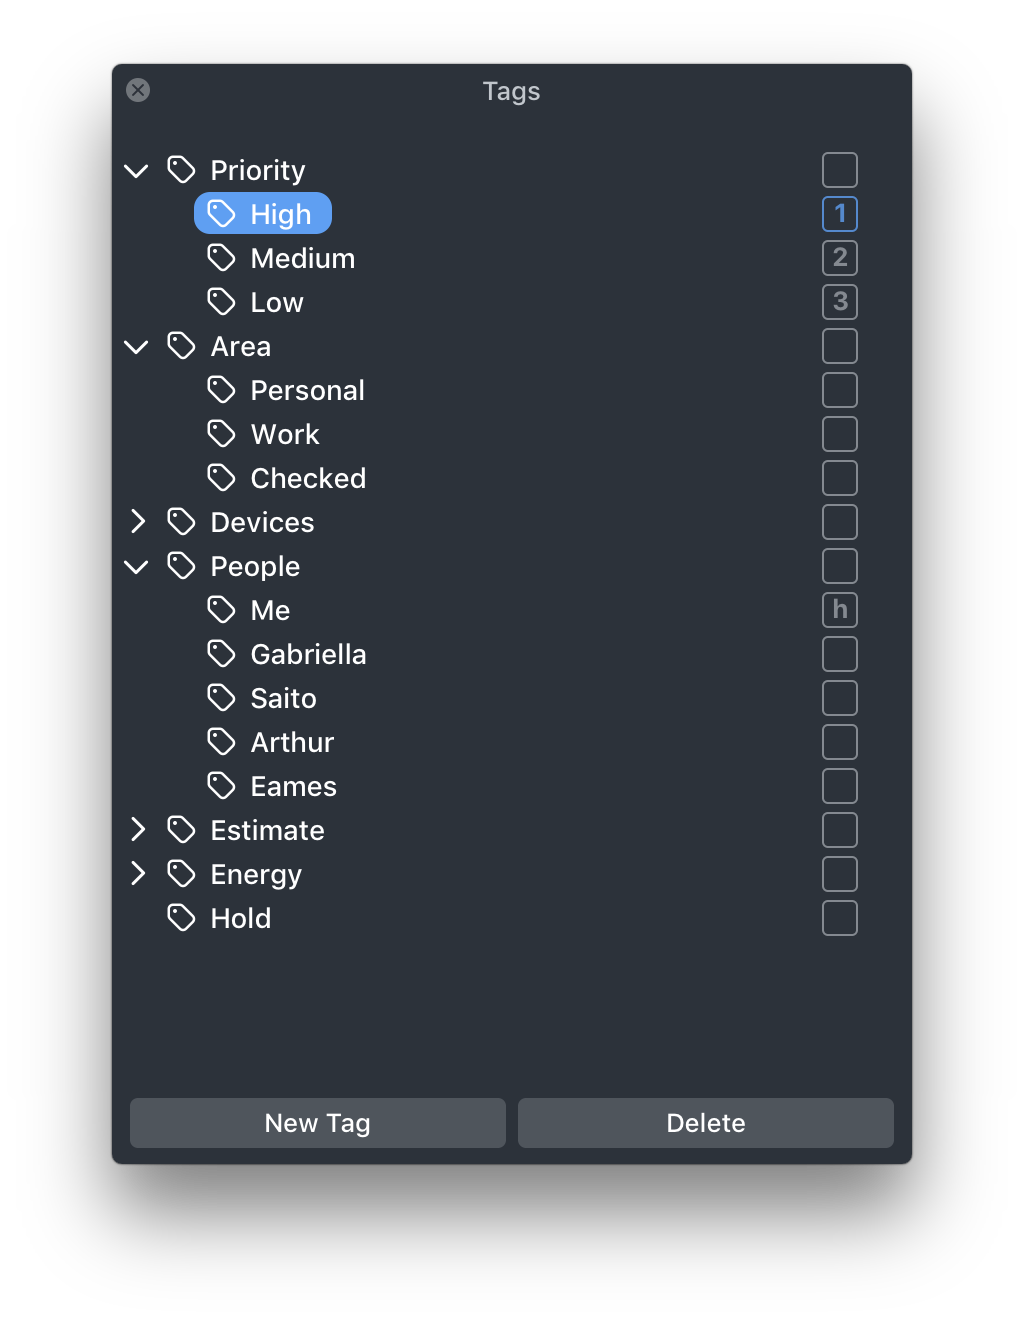 Tags
Priority
High 1
Medium 2
Low 3
Area
Personal
Work
Checked
Devices
People
Me h
Gabriella
Saito
Arthur
Eames
Estimate
Energy
Hold
New Tag Delete